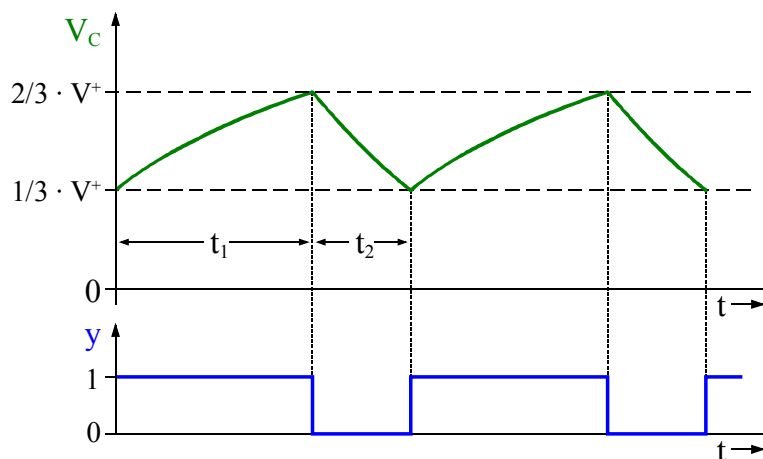 V_C
2/3 · V⁺
1/3 · V⁺
t₁ t₂
0
t
y
1
0
t